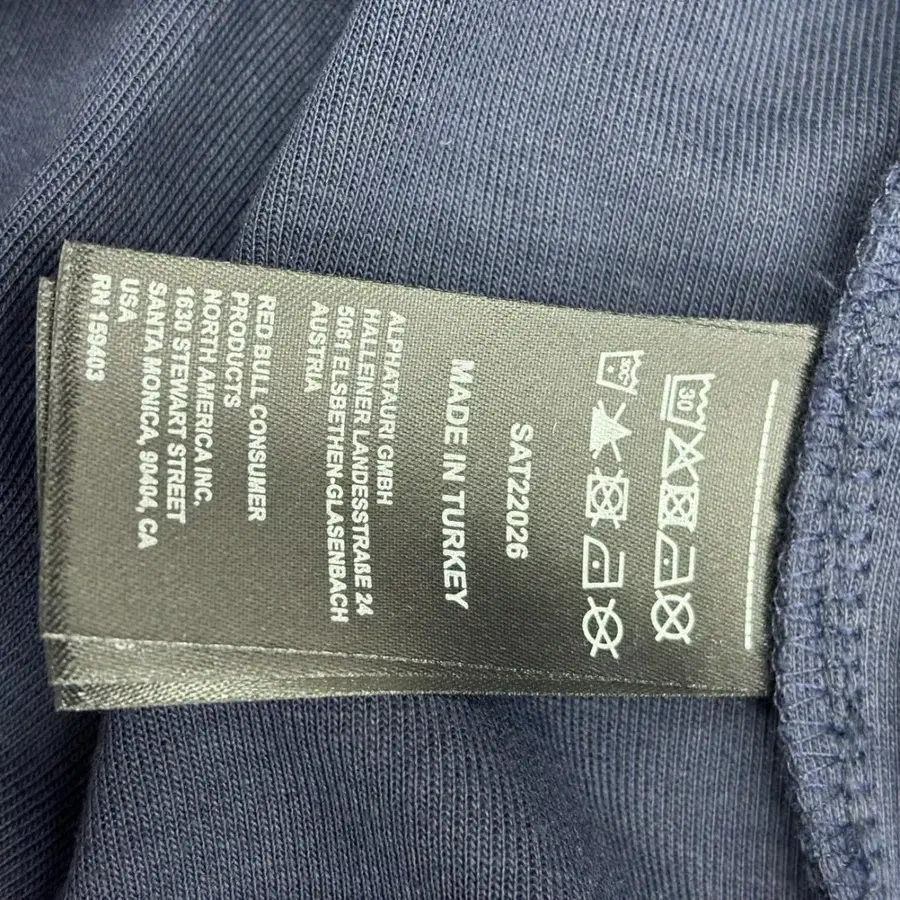 30
SAT22026
MADE IN TURKEY
ALPHATAURI GMBH
HALLEINER LANDESSTRAßE 24
5061 ELSBETHEN-GLASENBACH
AUSTRIA
RED BULL CONSUMER
PRODUCTS
NORTH AMERICA INC.
1630 STEWART STREET
SANTA MONICA, 90404, CA
USA
RN 159403